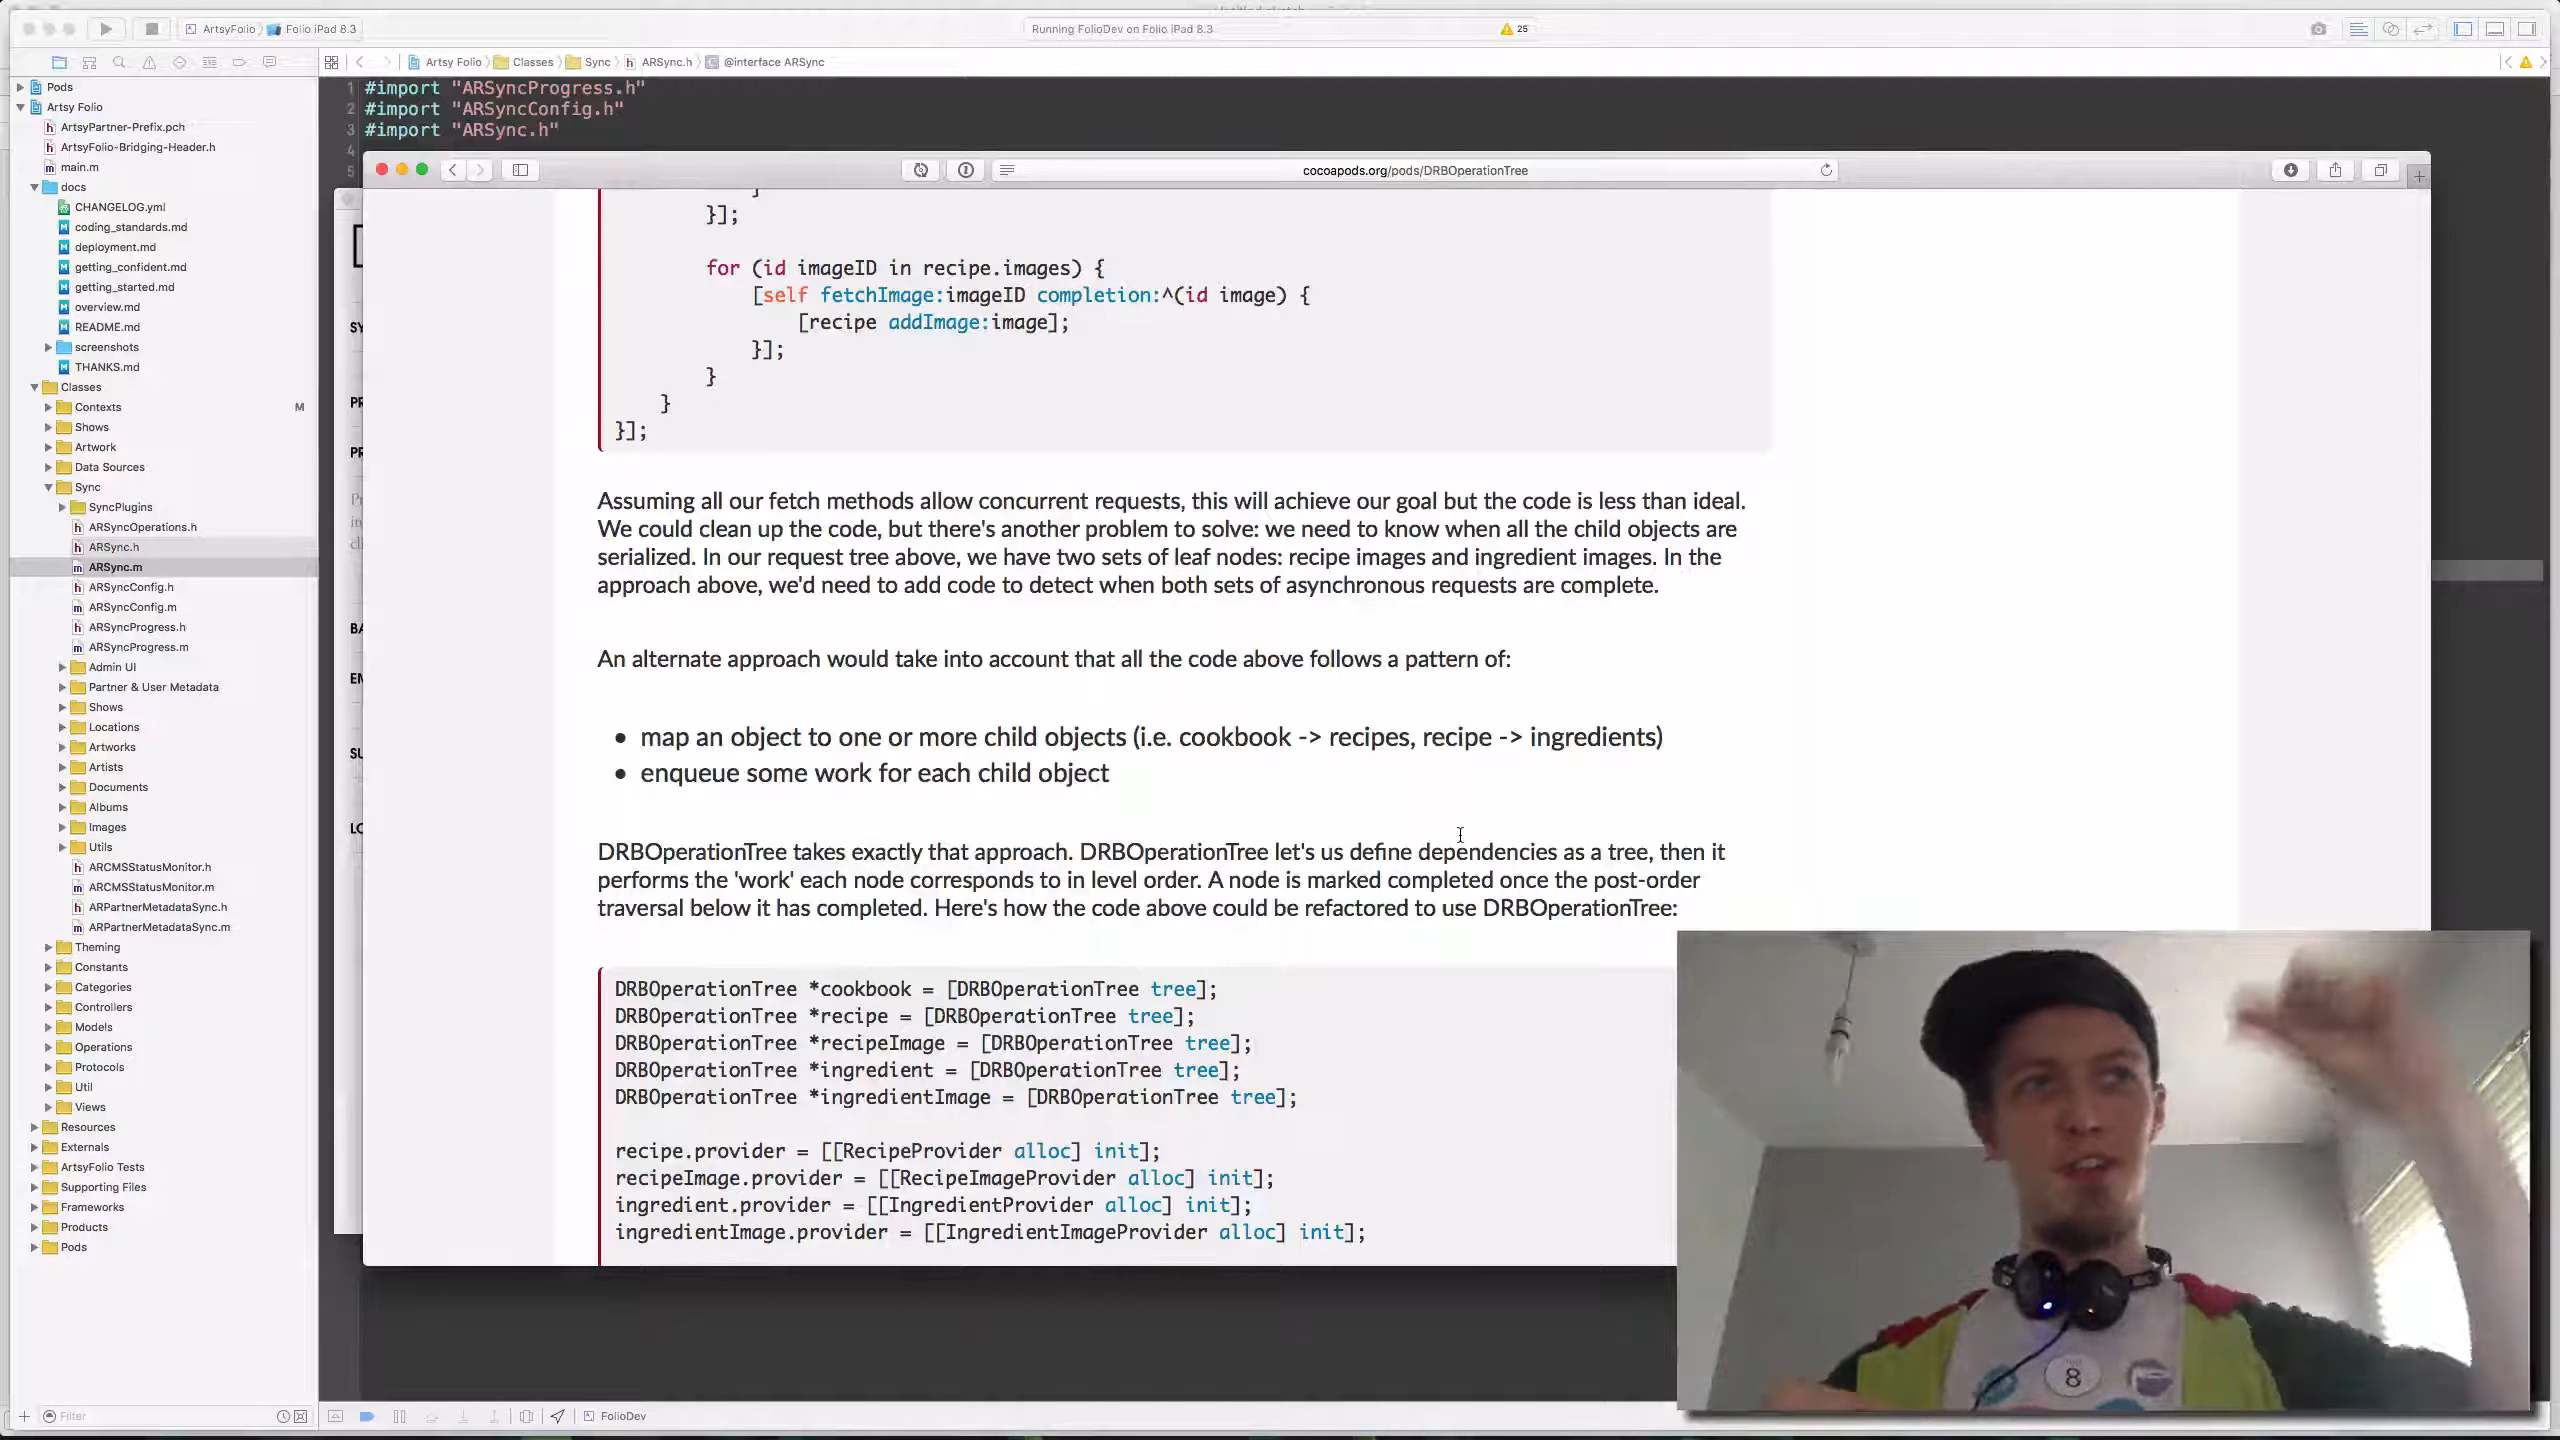 ArtsyFolio
Folio iPad 8.3
Running FolioDev on Folio iPad 8.3
25
Artsy Folio
Classes
Sync
ARSync.h
@interface ARSync
Pods
Artsy Folio
ArtsyPartner-Prefix.pch
ArtsyFolio-Bridging-Header.h
main.m
docs
CHANGELOG.yml
coding_standards.md
deployment.md
getting_confident.md
getting_started.md
overview.md
README.md
screenshots
THANKS.md
Classes
Contexts
M
Shows
Artwork
Data Sources
Sync
SyncPlugins
ARSyncOperations.h
ARSync.h
ARSync.m
ARSyncConfig.h
ARSyncConfig.m
ARSyncProgress.h
ARSyncProgress.m
Admin UI
Partner & User Metadata
Shows
Locations
Artworks
Artists
Documents
Albums
Images
Utils
ARCMSStatusMonitor.h
ARCMSStatusMonitor.m
ARPartnerMetadataSync.h
ARPartnerMetadataSync.m
Theming
Constants
Categories
Controllers
Models
Operations
Protocols
Util
Views
Resources
Externals
ArtsyFolio Tests
Supporting Files
Frameworks
Products
Pods
Filter
1 #import "ARSyncProgress.h"
2 #import "ARSyncConfig.h"
3 #import "ARSync.h"
4
5
cocoapods.org/pods/DRBOperationTree
}
}];
for (id imageID in recipe.images) {
[self fetchImage:imageID completion:^(id image) {
[recipe addImage:image];
}];
}
}
}];
Assuming all our fetch methods allow concurrent requests, this will achieve our goal but the code is less than ideal.
We could clean up the code, but there's another problem to solve: we need to know when all the child objects are
serialized. In our request tree above, we have two sets of leaf nodes: recipe images and ingredient images. In the
approach above, we'd need to add code to detect when both sets of asynchronous requests are complete.
An alternate approach would take into account that all the code above follows a pattern of:
• map an object to one or more child objects (i.e. cookbook -> recipes, recipe -> ingredients)
• enqueue some work for each child object
DRBOperationTree takes exactly that approach. DRBOperationTree let's us define dependencies as a tree, then it
performs the 'work' each node corresponds to in level order. A node is marked completed once the post-order
traversal below it has completed. Here's how the code above could be refactored to use DRBOperationTree:
DRBOperationTree *cookbook = [DRBOperationTree tree];
DRBOperationTree *recipe = [DRBOperationTree tree];
DRBOperationTree *recipeImage = [DRBOperationTree tree];
DRBOperationTree *ingredient = [DRBOperationTree tree];
DRBOperationTree *ingredientImage = [DRBOperationTree tree];
recipe.provider = [[RecipeProvider alloc] init];
recipeImage.provider = [[RecipeImageProvider alloc] init];
ingredient.provider = [[IngredientProvider alloc] init];
ingredientImage.provider = [[IngredientImageProvider alloc] init];
8
FolioDev